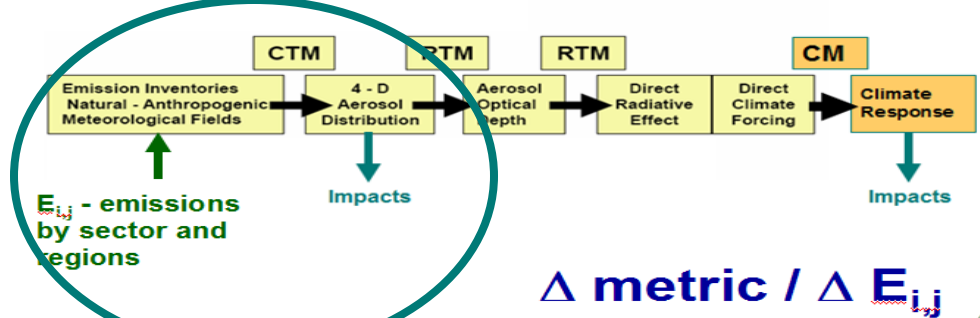 CTM
RTM
RTM
CM
Emission Inventories
Natural - Anthropogenic
Meteorological Fields
4 - D
Aerosol
Distribution
Aerosol
Optical
Depth
Direct
Radiative
Effect
Direct
Climate
Forcing
Climate
Response
Ei,j - emissions
by sector and
regions
Impacts
Impacts
Δ metric / Δ Ei,j